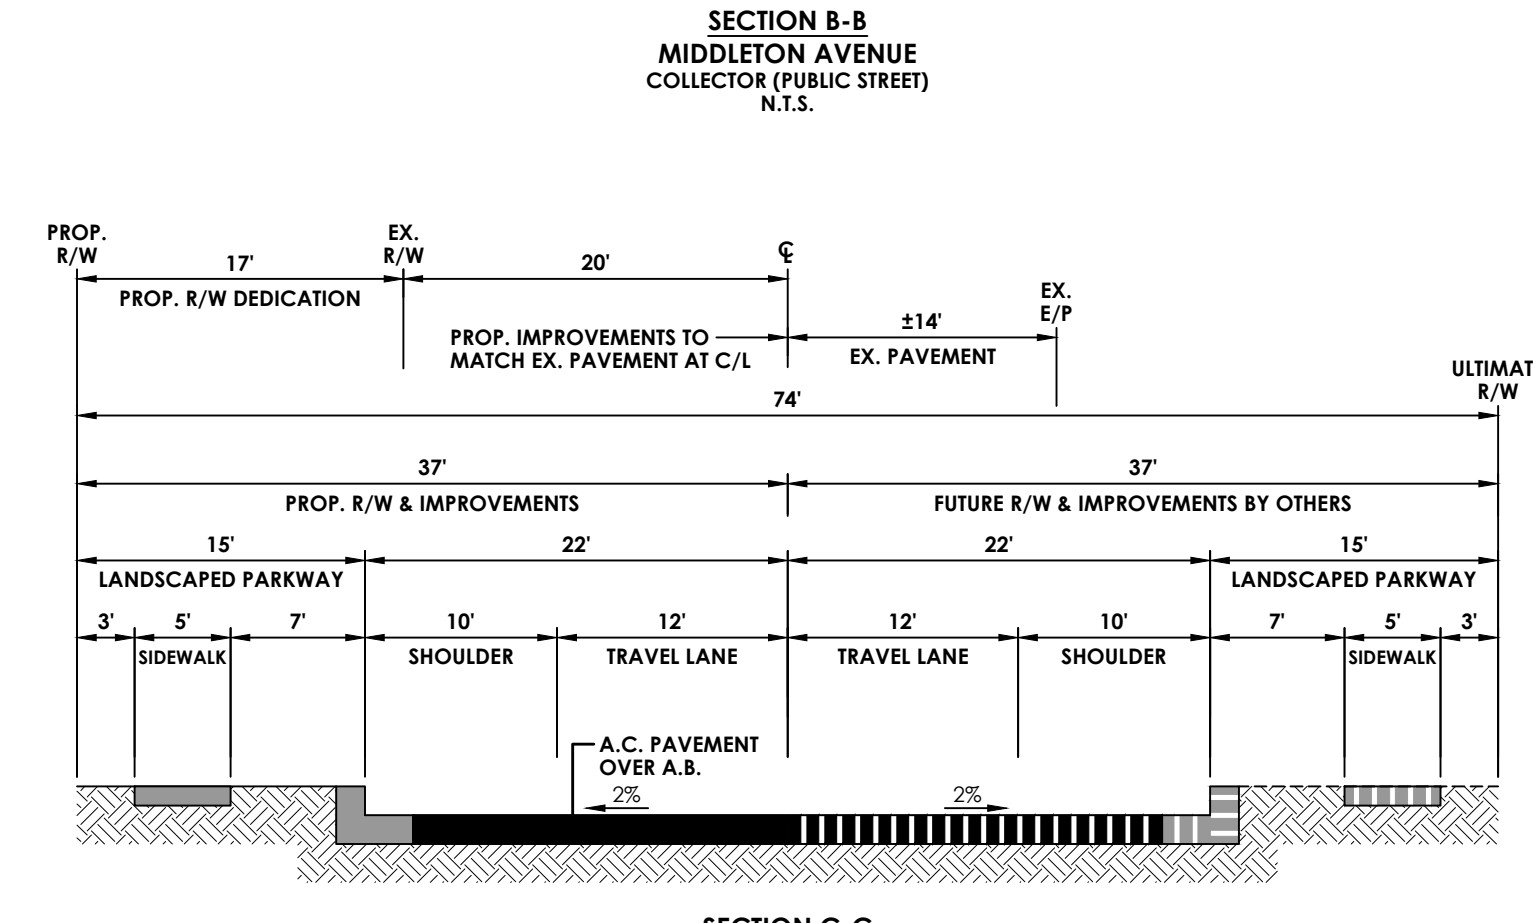 SECTION B-B
MIDDLETON AVENUE
COLLECTOR (PUBLIC STREET)
N.T.S.
PROP.
R/W
EX.
R/W
17'
20'
℄
PROP. R/W DEDICATION
EX.
E/P
PROP. IMPROVEMENTS TO
MATCH EX. PAVEMENT AT C/L
±14'
EX. PAVEMENT
ULTIMAT
R/W
74'
37'
37'
PROP. R/W & IMPROVEMENTS
FUTURE R/W & IMPROVEMENTS BY OTHERS
15'
22'
22'
15'
LANDSCAPED PARKWAY
LANDSCAPED PARKWAY
3'
5'
7'
10'
12'
12'
10'
7'
5'
3'
SIDEWALK
SHOULDER
TRAVEL LANE
TRAVEL LANE
SHOULDER
SIDEWALK
A.C. PAVEMENT
OVER A.B.
2%
2%